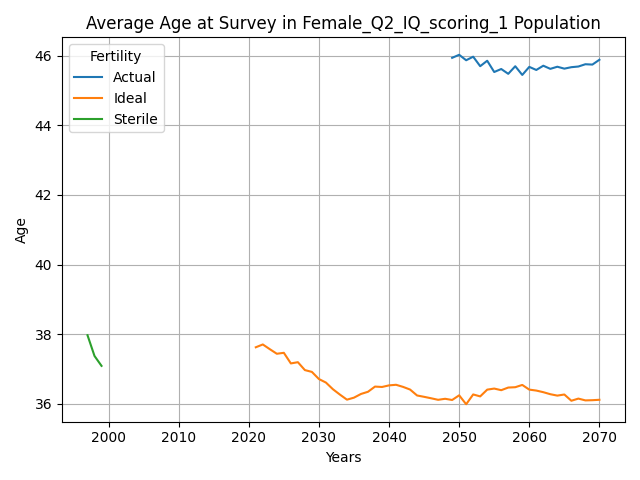 Average Age at Survey in Female_Q2_IQ_scoring_1 Population
Fertility
Actual
Ideal
Sterile
46
44
42
40
38
36
Age
2000
2010
2020
2030
2040
2050
2060
2070
Years